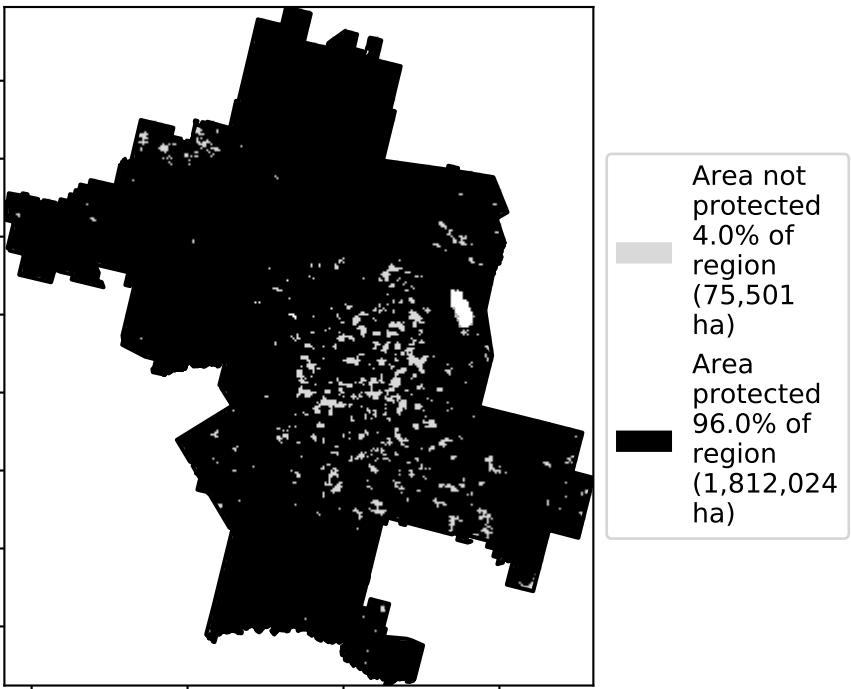 Area not
protected
4.0% of
region
(75,501
ha)
Area
protected
96.0% of
region
(1,812,024
ha)